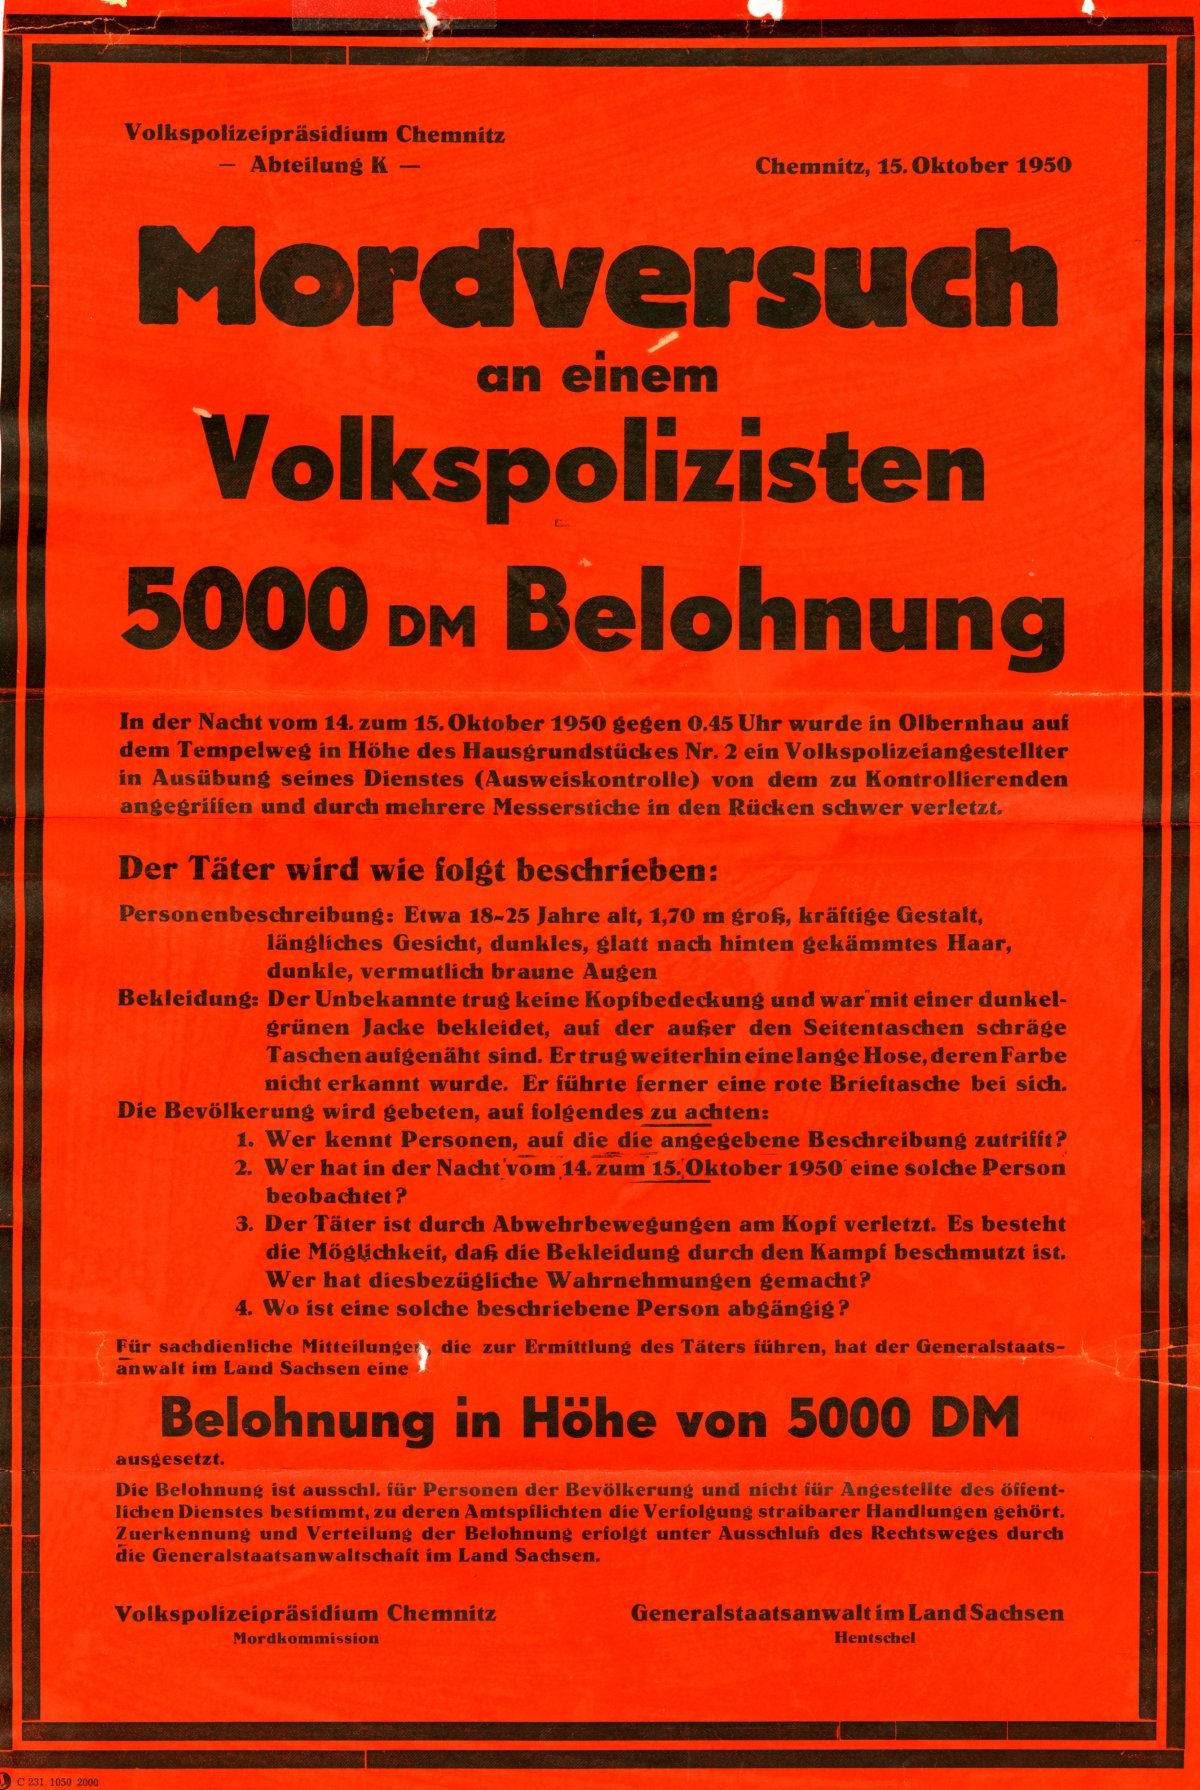 Volkspolizeipräsidium Chemnitz
— Abteilung K —
Chemnitz, 15. Oktober 1950
Mordversuch
an einem
Volkspolizisten
5000 DM Belohnung
In der Nacht vom 14. zum 15. Oktober 1950 gegen 0.45 Uhr wurde in Olbernhau auf
dem Tempelweg in Höhe des Hausgrundstückes Nr. 2 ein Volkspolizeiangestellter
in Ausübung seines Dienstes (Ausweiskontrolle) von dem zu Kontrollierenden
angegriffen und durch mehrere Messerstiche in den Rücken schwer verletzt.
Der Täter wird wie folgt beschrieben:
Personenbeschreibung: Etwa 18-25 Jahre alt, 1,70 m groß, kräftige Gestalt,
längliches Gesicht, dunkles, glatt nach hinten gekämmtes Haar,
dunkle, vermutlich braune Augen
Bekleidung: Der Unbekannte trug keine Kopfbedeckung und war mit einer dunkel-
grünen Jacke bekleidet, auf der außer den Seitentaschen schräge
Taschen aufgenäht sind. Er trug weiterhin eine lange Hose, deren Farbe
nicht erkannt wurde. Er führte ferner eine rote Brieftasche bei sich.
Die Bevölkerung wird gebeten, auf folgendes zu achten:
1. Wer kennt Personen, auf die die angegebene Beschreibung zutrifft?
2. Wer hat in der Nacht vom 14. zum 15. Oktober 1950 eine solche Person
beobachtet?
3. Der Täter ist durch Abwehrbewegungen am Kopf verletzt. Es besteht
die Möglichkeit, daß die Bekleidung durch den Kampf beschmutzt ist.
Wer hat diesbezügliche Wahrnehmungen gemacht?
4. Wo ist eine solche beschriebene Person abgängig?
Für sachdienliche Mitteilungen, die zur Ermittlung des Täters führen, hat der Generalstaats-
anwalt im Land Sachsen eine
Belohnung in Höhe von 5000 DM
ausgesetzt.
Die Belohnung ist ausschl. für Personen der Bevölkerung und nicht für Angestellte des öffent-
lichen Dienstes bestimmt, zu deren Amtspflichten die Verfolgung strafbarer Handlungen gehört.
Zuerkennung und Verteilung der Belohnung erfolgt unter Ausschluß des Rechtsweges durch
die Generalstaatsanwaltschaft im Land Sachsen.
Volkspolizeipräsidium Chemnitz
Mordkommission
Generalstaatsanwalt im Land Sachsen
Hentschel
C 231 1050 2000